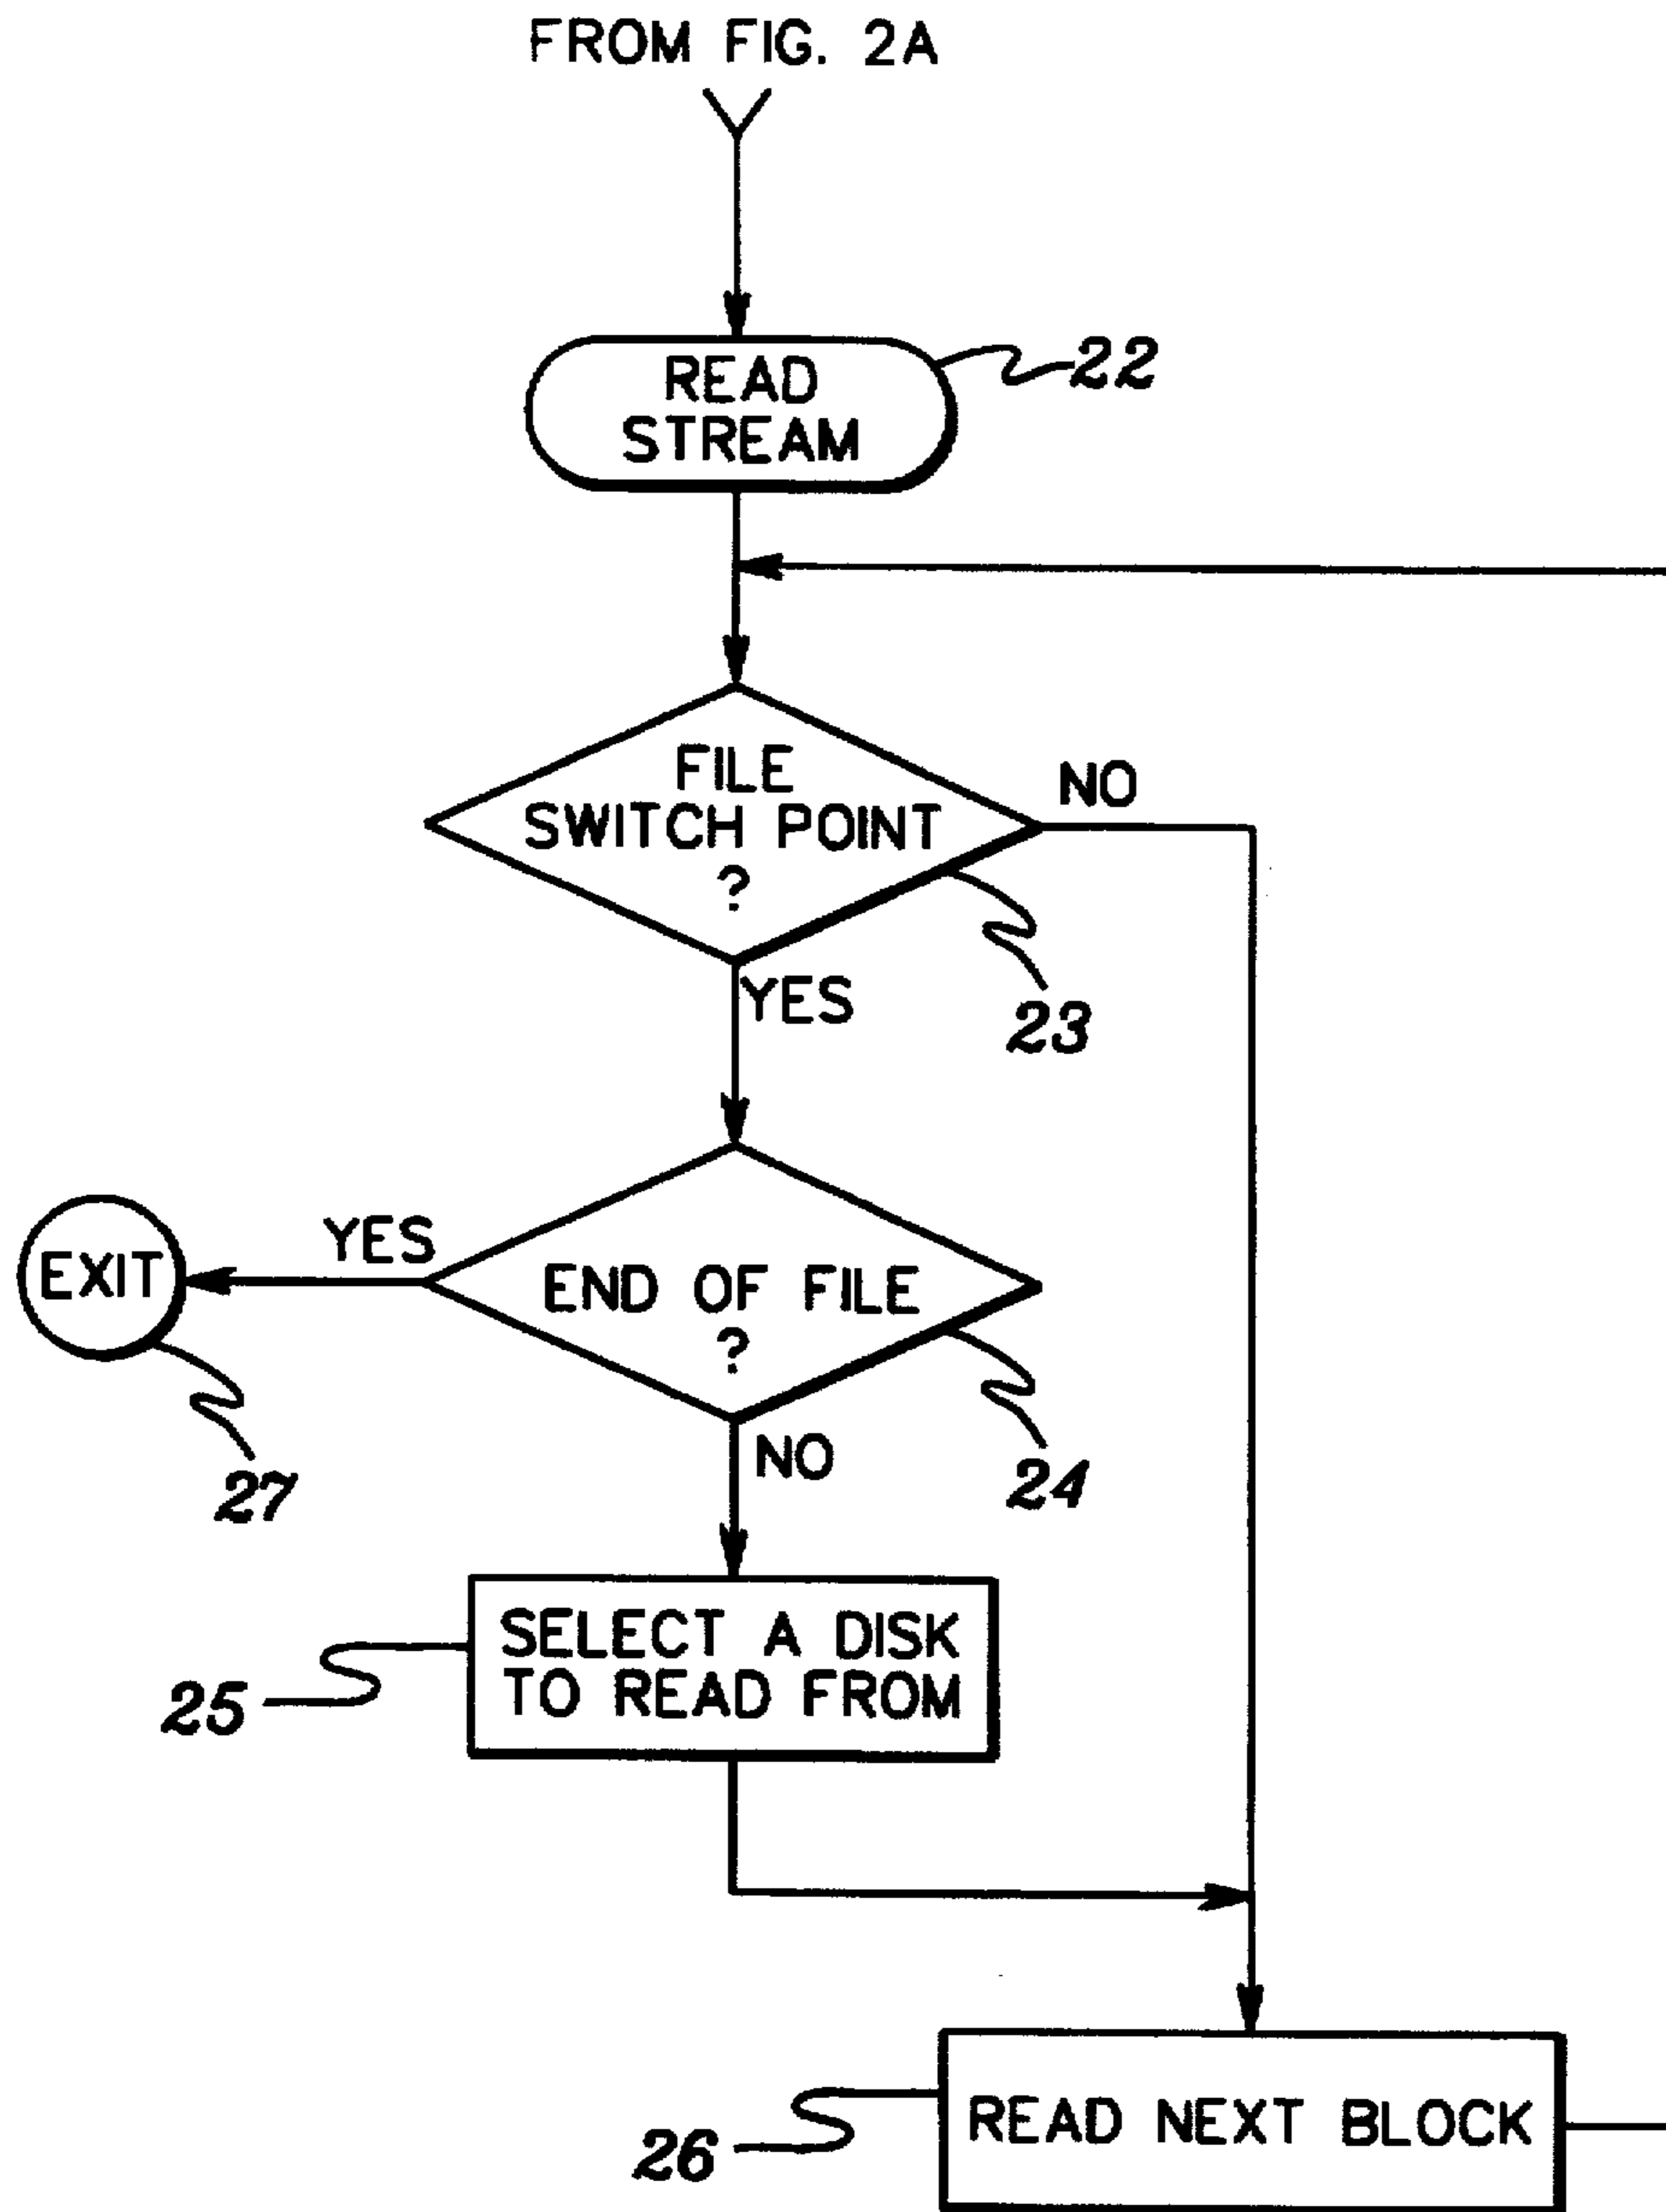 FROM FIG. 2A
READ
STREAM
22
FILE
SWITCH POINT
?
NO
YES
23
EXIT
YES
END OF FILE
?
NO
27
24
SELECT A DISK
TO READ FROM
25
READ NEXT BLOCK
26